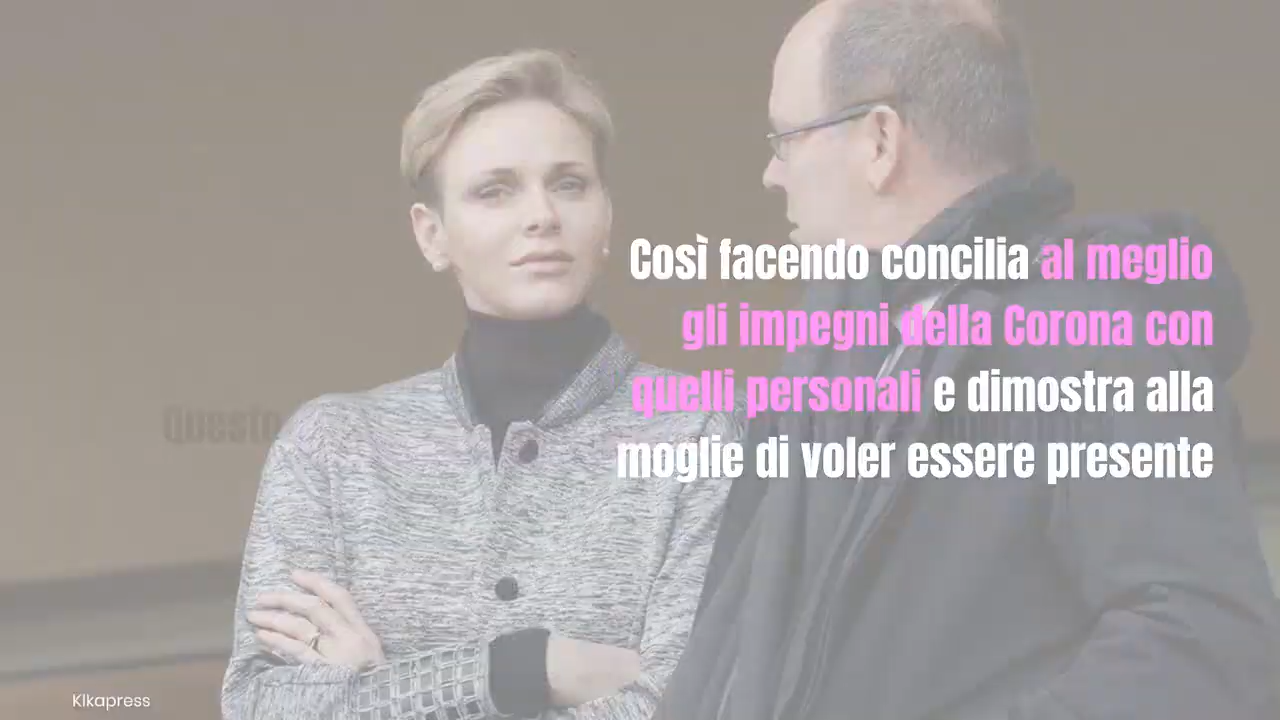 Così facendo concilia al meglio
gli impegni della Corona con
quelli personali e dimostra alla
moglie di voler essere presente
Questo
Klkapress